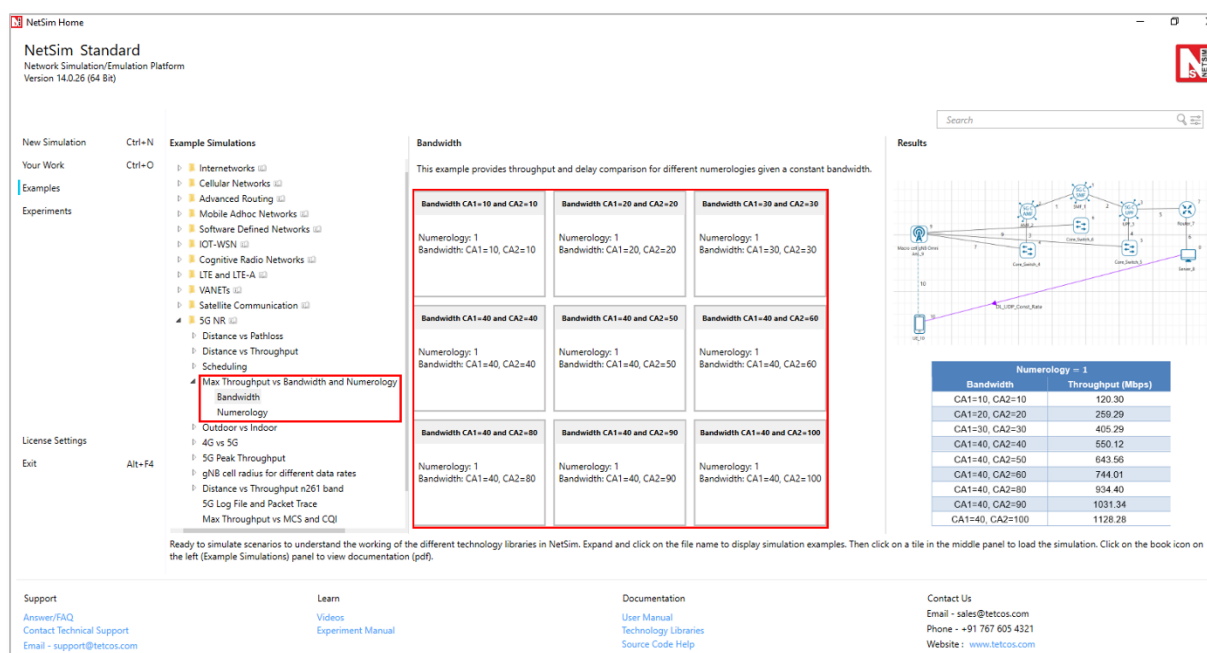 NetSim Home
NetSim Standard
Network Simulation/Emulation Platform
Version 14.0.26 (64 Bit)
NETSIM
Search
New Simulation Ctrl+N
Your Work Ctrl+O
Examples
Experiments
License Settings
Exit Alt+F4
Example Simulations
Internetworks
Cellular Networks
Advanced Routing
Mobile Adhoc Networks
Software Defined Networks
IOT-WSN
Cognitive Radio Networks
LTE and LTE-A
VANETs
Satellite Communication
5G NR
Distance vs Pathloss
Distance vs Throughput
Scheduling
Max Throughput vs Bandwidth and Numerology
Bandwidth
Numerology
Outdoor vs Indoor
4G vs 5G
5G Peak Throughput
gNB cell radius for different data rates
Distance vs Throughput n261 band
5G Log File and Packet Trace
Max Throughput vs MCS and CQI
Bandwidth
This example provides throughput and delay comparison for different numerologies given a constant bandwidth.
Bandwidth CA1=10 and CA2=10
Numerology: 1
Bandwidth: CA1=10, CA2=10
Bandwidth CA1=20 and CA2=20
Numerology: 1
Bandwidth: CA1=20, CA2=20
Bandwidth CA1=30 and CA2=30
Numerology: 1
Bandwidth: CA1=30, CA2=30
Bandwidth CA1=40 and CA2=40
Numerology: 1
Bandwidth: CA1=40, CA2=40
Bandwidth CA1=40 and CA2=50
Numerology: 1
Bandwidth: CA1=40, CA2=50
Bandwidth CA1=40 and CA2=60
Numerology: 1
Bandwidth: CA1=40, CA2=60
Bandwidth CA1=40 and CA2=80
Numerology: 1
Bandwidth: CA1=40, CA2=80
Bandwidth CA1=40 and CA2=90
Numerology: 1
Bandwidth: CA1=40, CA2=90
Bandwidth CA1=40 and CA2=100
Numerology: 1
Bandwidth: CA1=40, CA2=100
Results
Router_7
Core_Switch_4
Core_Switch_5
Server_8
DL_UDP_Const_Rate
10
UE_10
Numerology = 1
Bandwidth Throughput (Mbps)
CA1=10, CA2=10 120.30
CA1=20, CA2=20 259.29
CA1=30, CA2=30 405.29
CA1=40, CA2=40 550.12
CA1=40, CA2=50 643.56
CA1=40, CA2=60 744.01
CA1=40, CA2=80 934.40
CA1=40, CA2=90 1031.34
CA1=40, CA2=100 1128.28
Ready to simulate scenarios to understand the working of the different technology libraries in NetSim. Expand and click on the file name to display simulation examples. Then click on a tile in the middle panel to load the simulation. Click on the book icon on
the left (Example Simulations) panel to view documentation (pdf).
Support
Answer/FAQ
Contact Technical Support
Email - support@tetcos.com
Learn
Videos
Experiment Manual
Documentation
User Manual
Technology Libraries
Source Code Help
Contact Us
Email - sales@tetcos.com
Phone - +91 767 605 4321
Website : www.tetcos.com